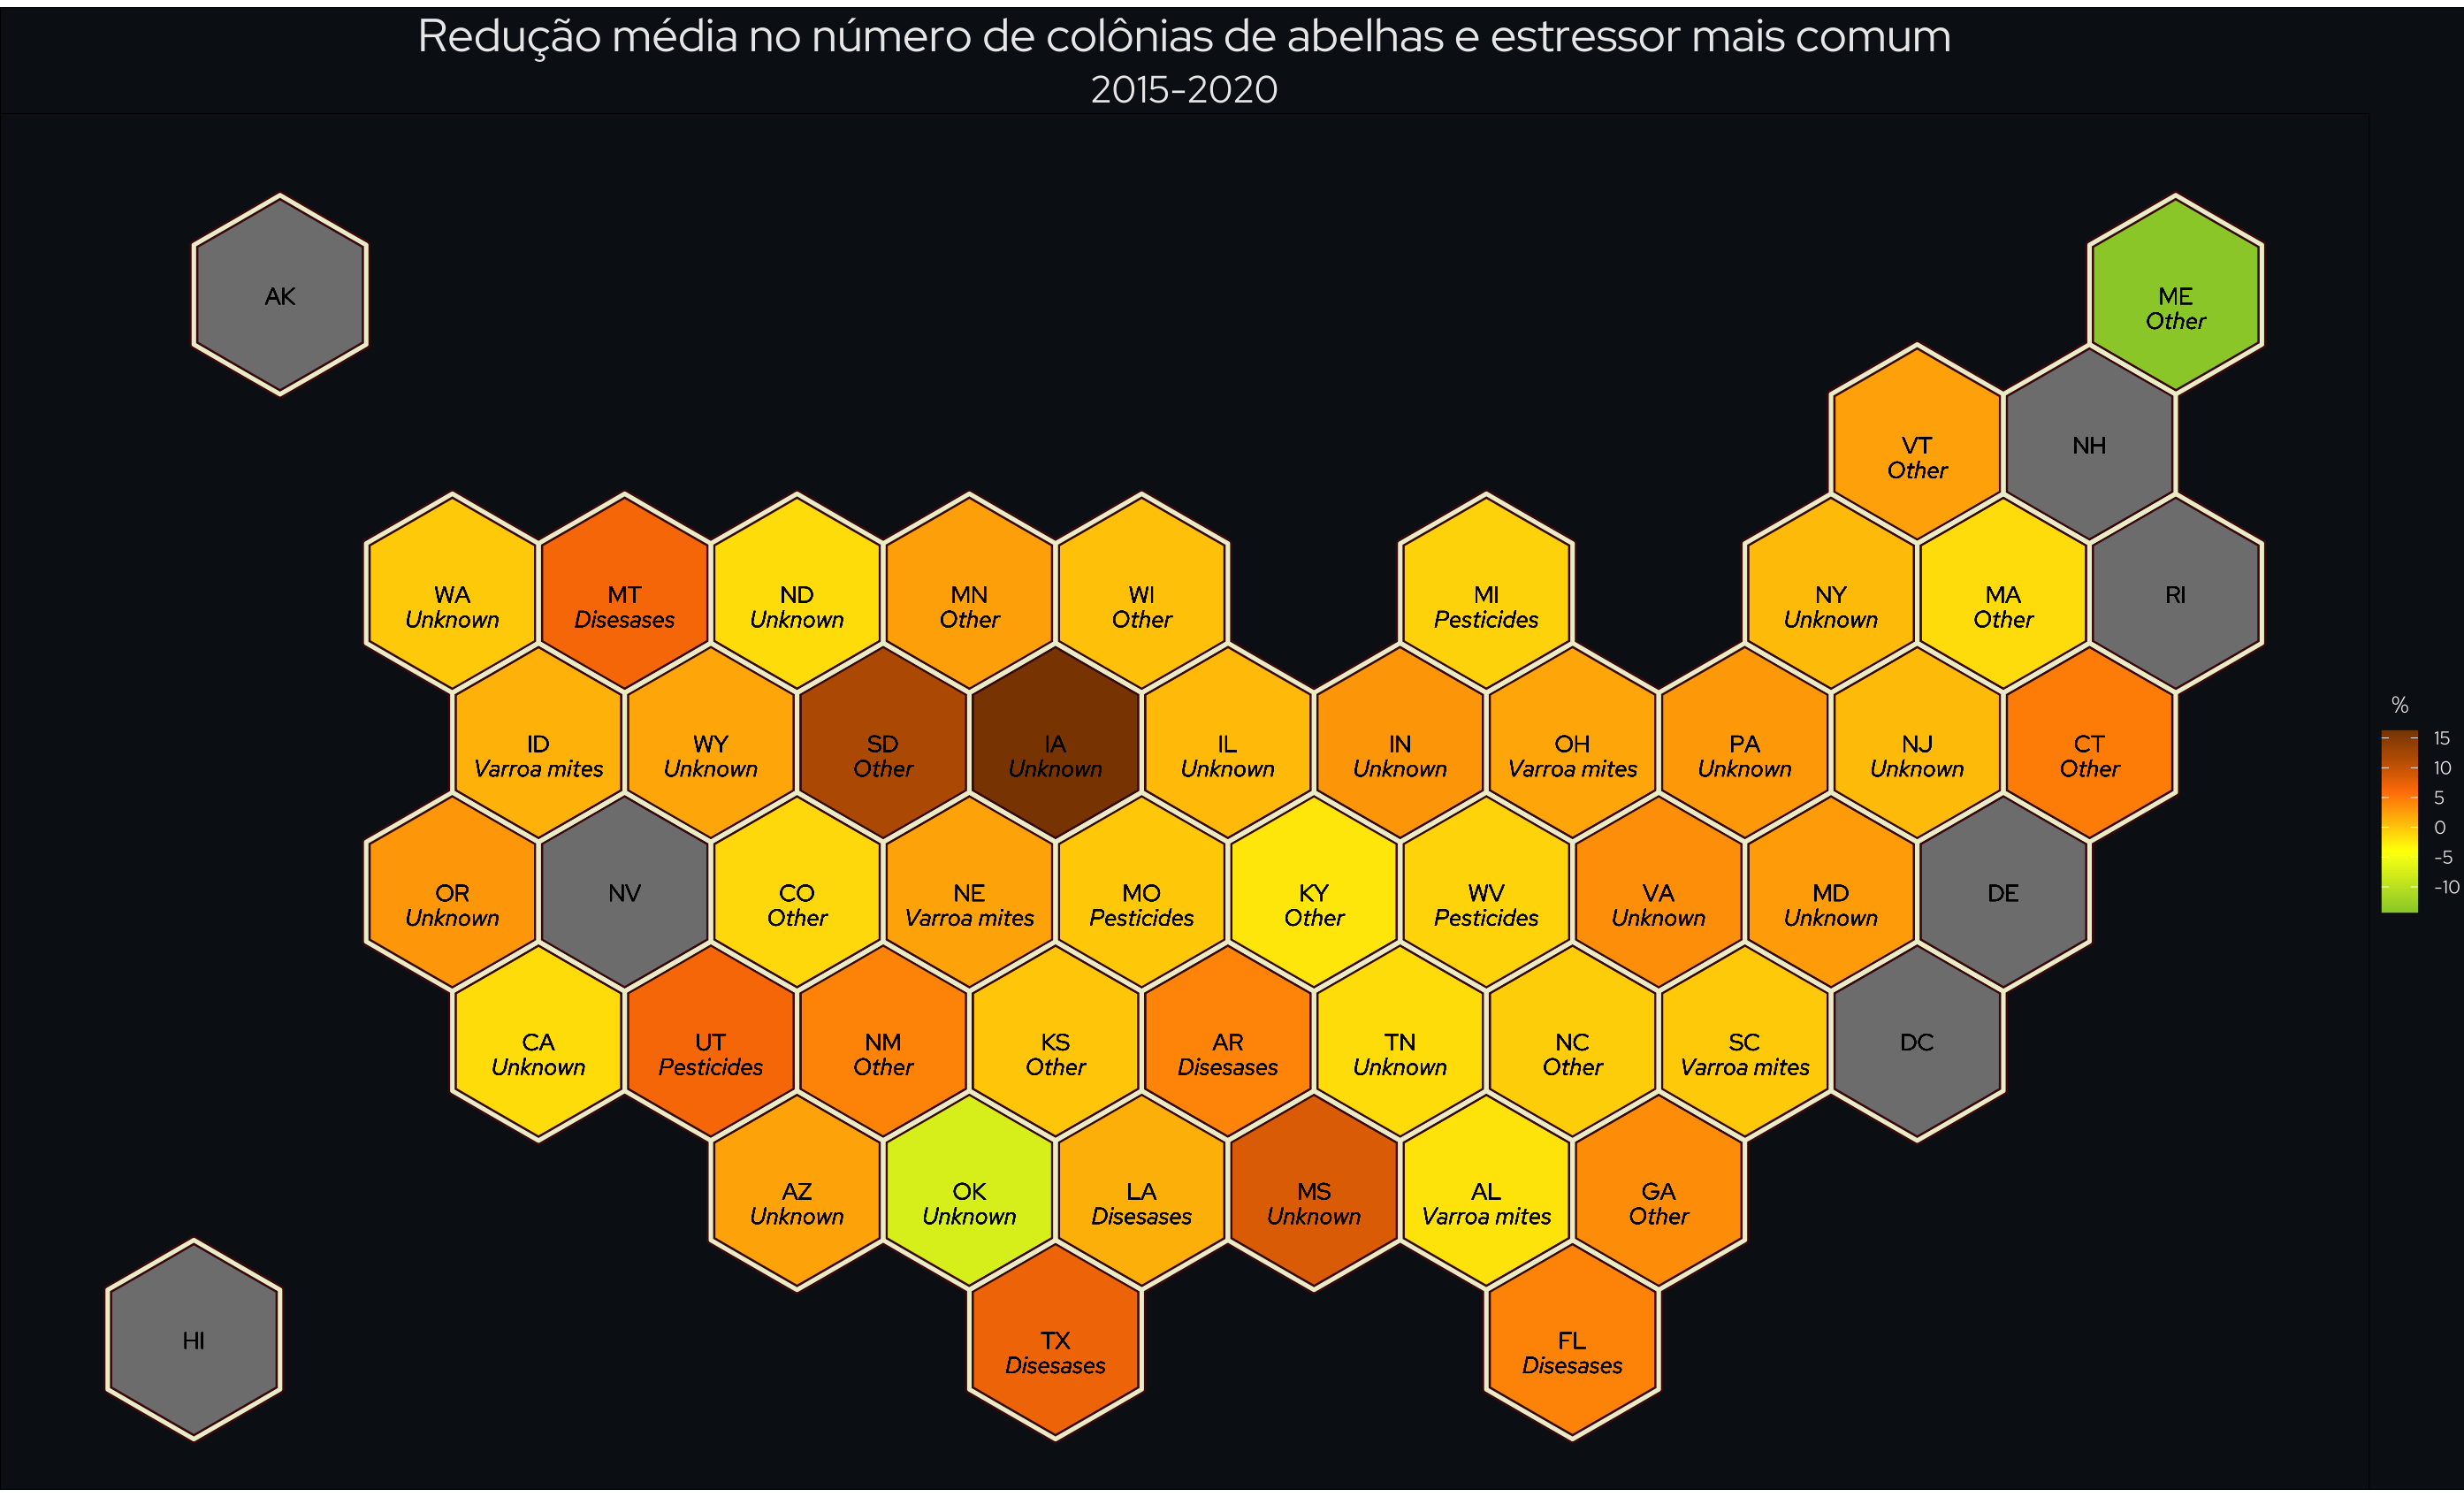 Redução média no número de colônias de abelhas e estressor mais comum
2015-2020
AK
ME
Other
VT
Other
NH
WA
Unknown
MT
Disesases
ND
Unknown
MN
Other
WI
Other
MI
Pesticides
NY
Unknown
MA
Other
RI
ID
Varroa mites
WY
Unknown
SD
Other
IA
Unknown
IL
Unknown
IN
Unknown
OH
Varroa mites
PA
Unknown
NJ
Unknown
CT
Other
OR
Unknown
NV
CO
Other
NE
Varroa mites
MO
Pesticides
KY
Other
WV
Pesticides
VA
Unknown
MD
Unknown
DE
CA
Unknown
UT
Pesticides
NM
Other
KS
Other
AR
Disesases
TN
Unknown
NC
Other
SC
Varroa mites
DC
AZ
Unknown
OK
Unknown
LA
Disesases
MS
Unknown
AL
Varroa mites
GA
Other
HI
TX
Disesases
FL
Disesases
%
15
10
5
0
-5
-10